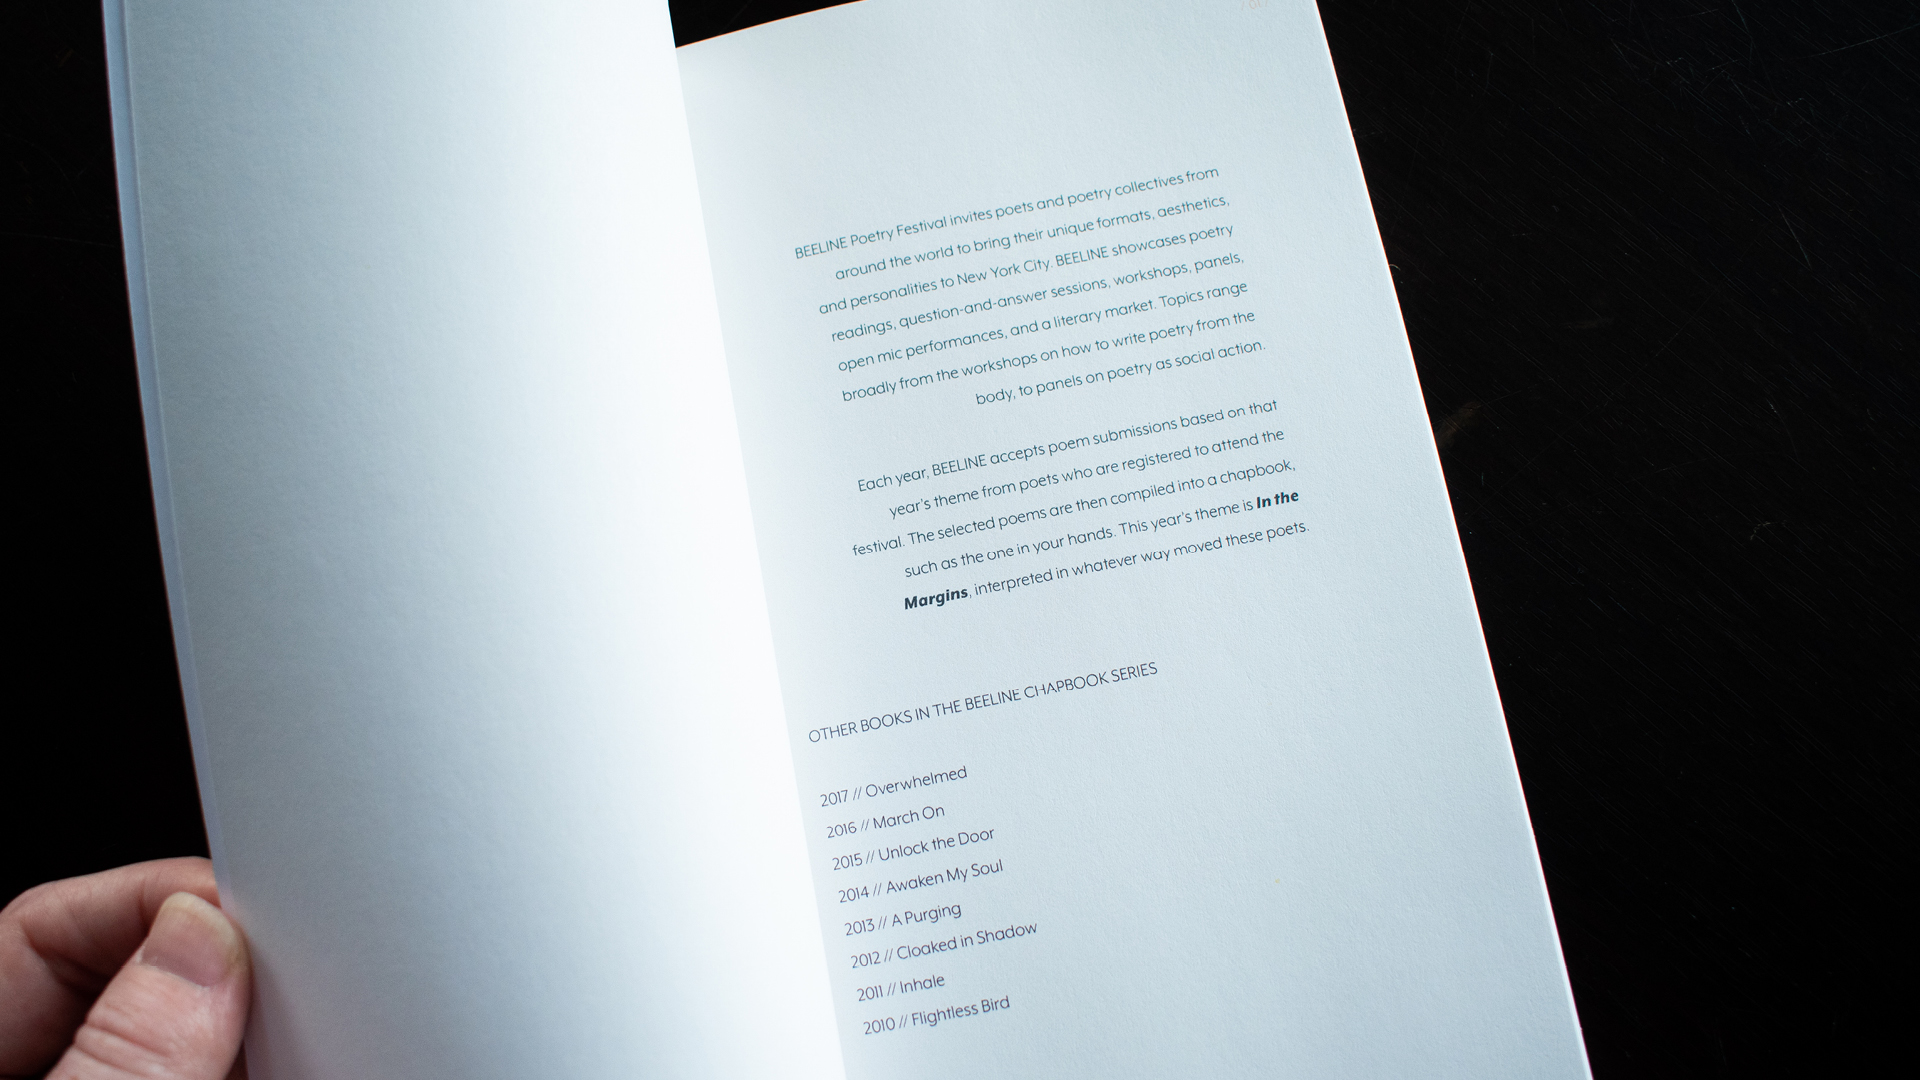 BEELINE Poetry Festival invites poets and poetry collectives from
around the world to bring their unique formats, aesthetics,
and personalities to New York City. BEELINE showcases poetry
readings, question-and-answer sessions, workshops, panels,
open mic performances, and a literary market. Topics range
broadly from the workshops on how to write poetry from the
body, to panels on poetry as social action.
Each year, BEELINE accepts poem submissions based on that
year's theme from poets who are registered to attend the
festival. The selected poems are then compiled into a chapbook,
such as the one in your hands. This year's theme is In the
Margins, interpreted in whatever way moved these poets.
OTHER BOOKS IN THE BEELINE CHAPBOOK SERIES
2017 // Overwhelmed
2016 // March On
2015 // Unlock the Door
2014 // Awaken My Soul
2013 // A Purging
2012 // Cloaked in Shadow
2011 // Inhale
2010 // Flightless Bird